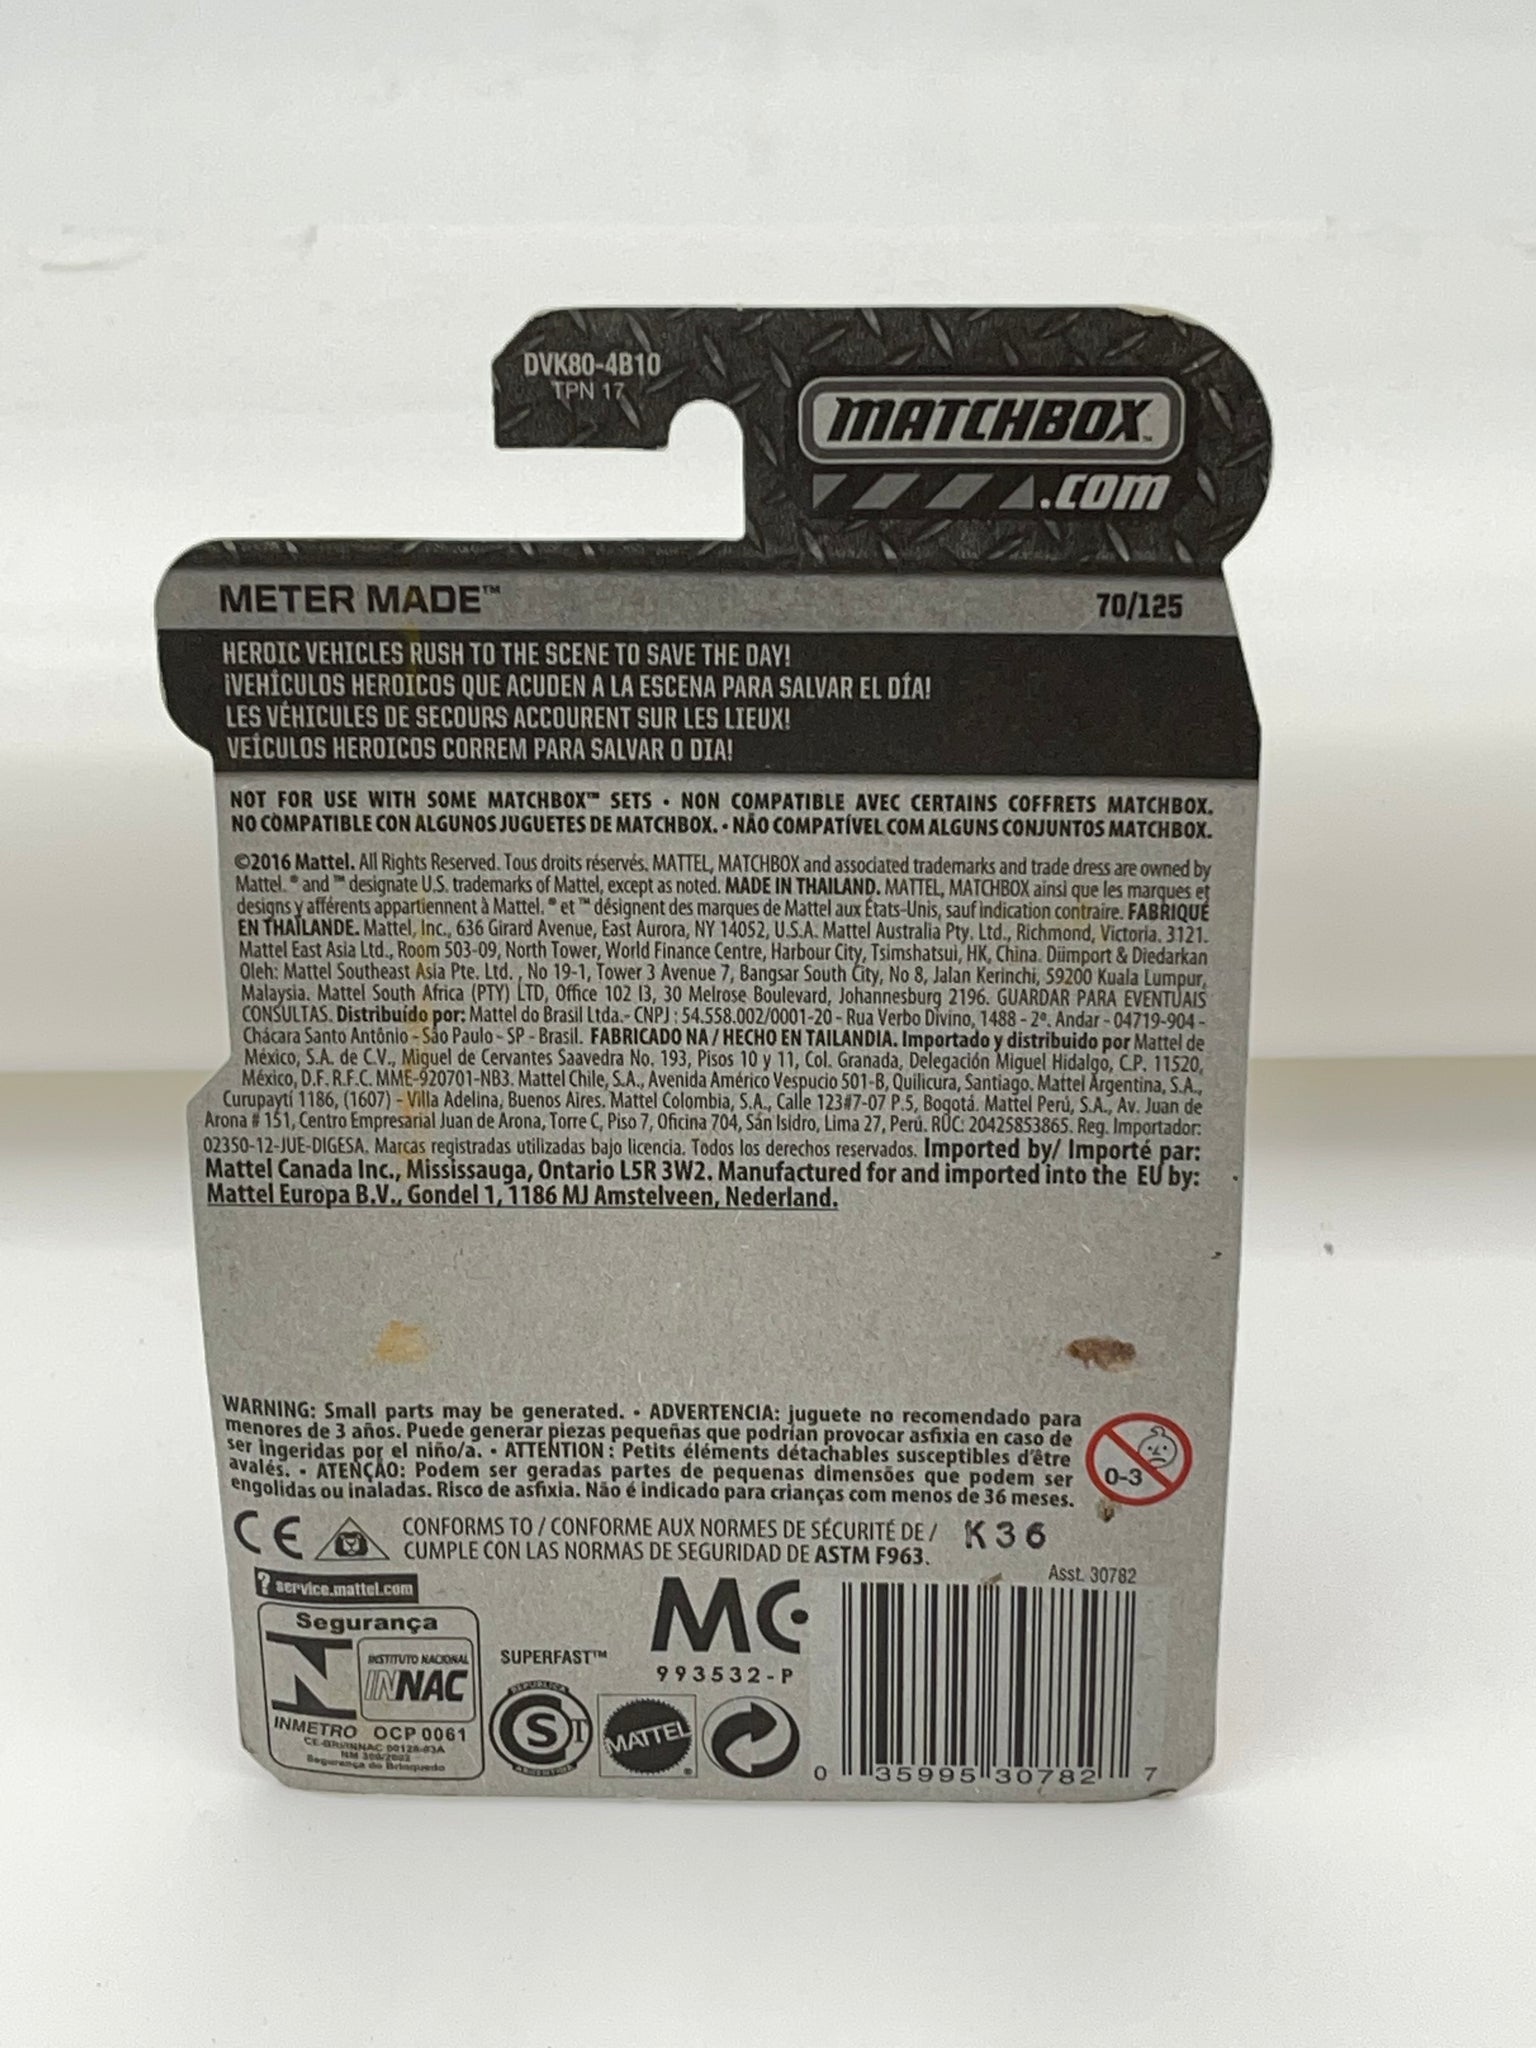 DVK80-4B10
TPN 17
MATCHBOX™
.com
METER MADE™
70/125
HEROIC VEHICLES RUSH TO THE SCENE TO SAVE THE DAY!
¡VEHÍCULOS HEROICOS QUE ACUDEN A LA ESCENA PARA SALVAR EL DÍA!
LES VÉHICULES DE SECOURS ACCOURENT SUR LES LIEUX!
VEÍCULOS HEROICOS CORREM PARA SALVAR O DIA!
NOT FOR USE WITH SOME MATCHBOX™ SETS • NON COMPATIBLE AVEC CERTAINS COFFRETS MATCHBOX.
NO COMPATIBLE CON ALGUNOS JUGUETES DE MATCHBOX. • NÃO COMPATÍVEL COM ALGUNS CONJUNTOS MATCHBOX.
©2016 Mattel. All Rights Reserved. Tous droits réservés. MATTEL, MATCHBOX and associated trademarks and trade dress are owned by
Mattel. ® and ™ designate U.S. trademarks of Mattel, except as noted. MADE IN THAILAND. MATTEL, MATCHBOX ainsi que les marques et
designs y afférents appartiennent à Mattel. ® et ™ désignent des marques de Mattel aux États-Unis, sauf indication contraire. FABRIQUÉ
EN THAÏLANDE. Mattel, Inc., 636 Girard Avenue, East Aurora, NY 14052, U.S.A. Mattel Australia Pty. Ltd., Richmond, Victoria. 3121.
Mattel East Asia Ltd., Room 503-09, North Tower, World Finance Centre, Harbour City, Tsimshatsui, HK, China. Diimport & Diedarkan
Oleh: Mattel Southeast Asia Pte. Ltd. , No 19-1, Tower 3 Avenue 7, Bangsar South City, No 8, Jalan Kerinchi, 59200 Kuala Lumpur,
Malaysia. Mattel South Africa (PTY) LTD, Office 102 I3, 30 Melrose Boulevard, Johannesburg 2196. GUARDAR PARA EVENTUAIS
CONSULTAS. Distribuído por: Mattel do Brasil Ltda.- CNPJ : 54.558.002/0001-20 - Rua Verbo Divino, 1488 - 2º. Andar - 04719-904 -
Chácara Santo Antônio - São Paulo - SP - Brasil. FABRICADO NA / HECHO EN TAILANDIA. Importado y distribuido por Mattel de
México, S.A. de C.V., Miguel de Cervantes Saavedra No. 193, Pisos 10 y 11, Col. Granada, Delegación Miguel Hidalgo, C.P. 11520,
México, D.F. R.F.C. MME-920701-NB3. Mattel Chile, S.A., Avenida Américo Vespucio 501-B, Quilicura, Santiago. Mattel Argentina, S.A.,
Curupaytí 1186, (1607) - Villa Adelina, Buenos Aires. Mattel Colombia, S.A., Calle 123#7-07 P.5, Bogotá. Mattel Perú, S.A., Av. Juan de
Arona # 151, Centro Empresarial Juan de Arona, Torre C, Piso 7, Oficina 704, San Isidro, Lima 27, Perú. RUC: 20425853865. Reg. Importador:
02350-12-JUE-DIGESA. Marcas registradas utilizadas bajo licencia. Todos los derechos reservados. Imported by/ Importé par:
Mattel Canada Inc., Mississauga, Ontario L5R 3W2. Manufactured for and imported into the EU by:
Mattel Europa B.V., Gondel 1, 1186 MJ Amstelveen, Nederland.
WARNING: Small parts may be generated. • ADVERTENCIA: juguete no recomendado para
menores de 3 años. Puede generar piezas pequeñas que podrían provocar asfixia en caso de
ser ingeridas por el niño/a. • ATTENTION : Petits éléments détachables susceptibles d'être
avalés. • ATENÇÃO: Podem ser geradas partes de pequenas dimensões que podem ser
engolidas ou inaladas. Risco de asfixia. Não é indicado para crianças com menos de 36 meses.
0-3
CE
CONFORMS TO / CONFORME AUX NORMES DE SÉCURITÉ DE /
CUMPLE CON LAS NORMAS DE SEGURIDAD DE ASTM F963.
K36
Asst. 30782
? service.mattel.com
Segurança
INSTITUTO NACIONAL
INNAC
INMETRO OCP 0061
CE-BRI/INNAC 00128-03A
NM 300/2002
Segurança do Brinquedo
SUPERFAST™
MC
993532-P
REPUBLICA
S
ARGENTINA
MATTEL®
0 35995 30782 7